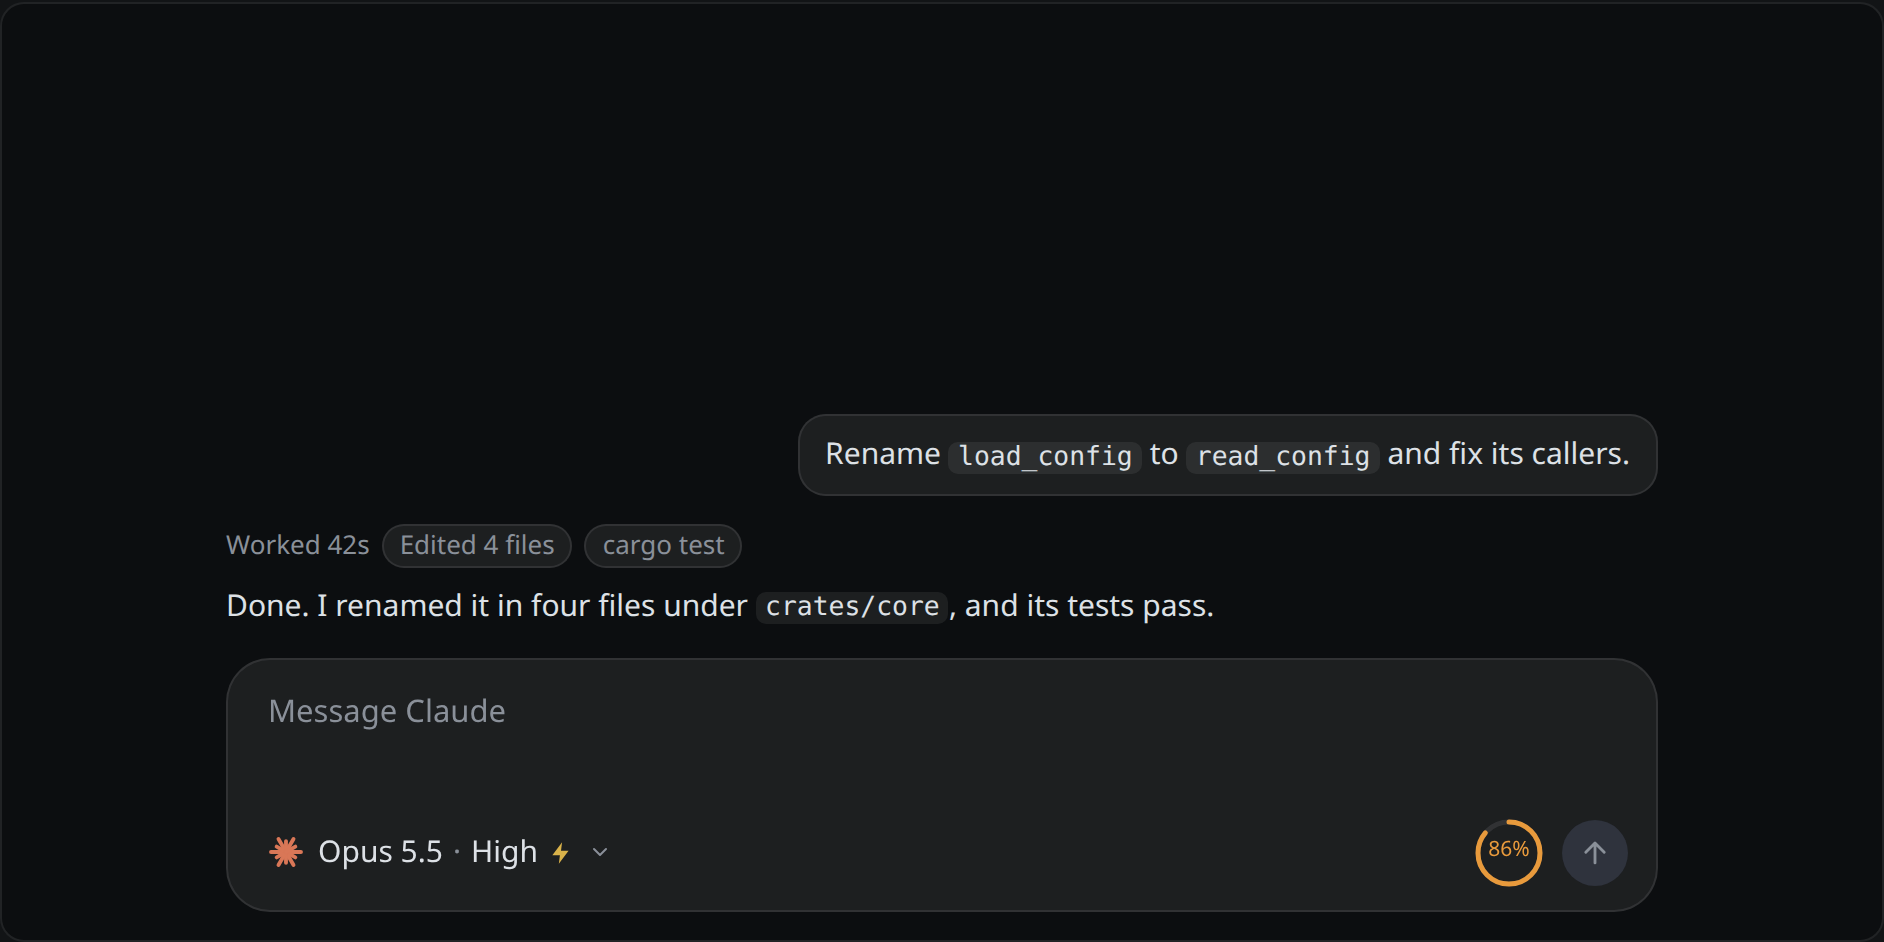 Rename load_config to read_config and fix its callers.
Worked 42s Edited 4 files cargo test
Done. I renamed it in four files under crates/core, and its tests pass.
Message Claude
Opus 5.5 · High 86%